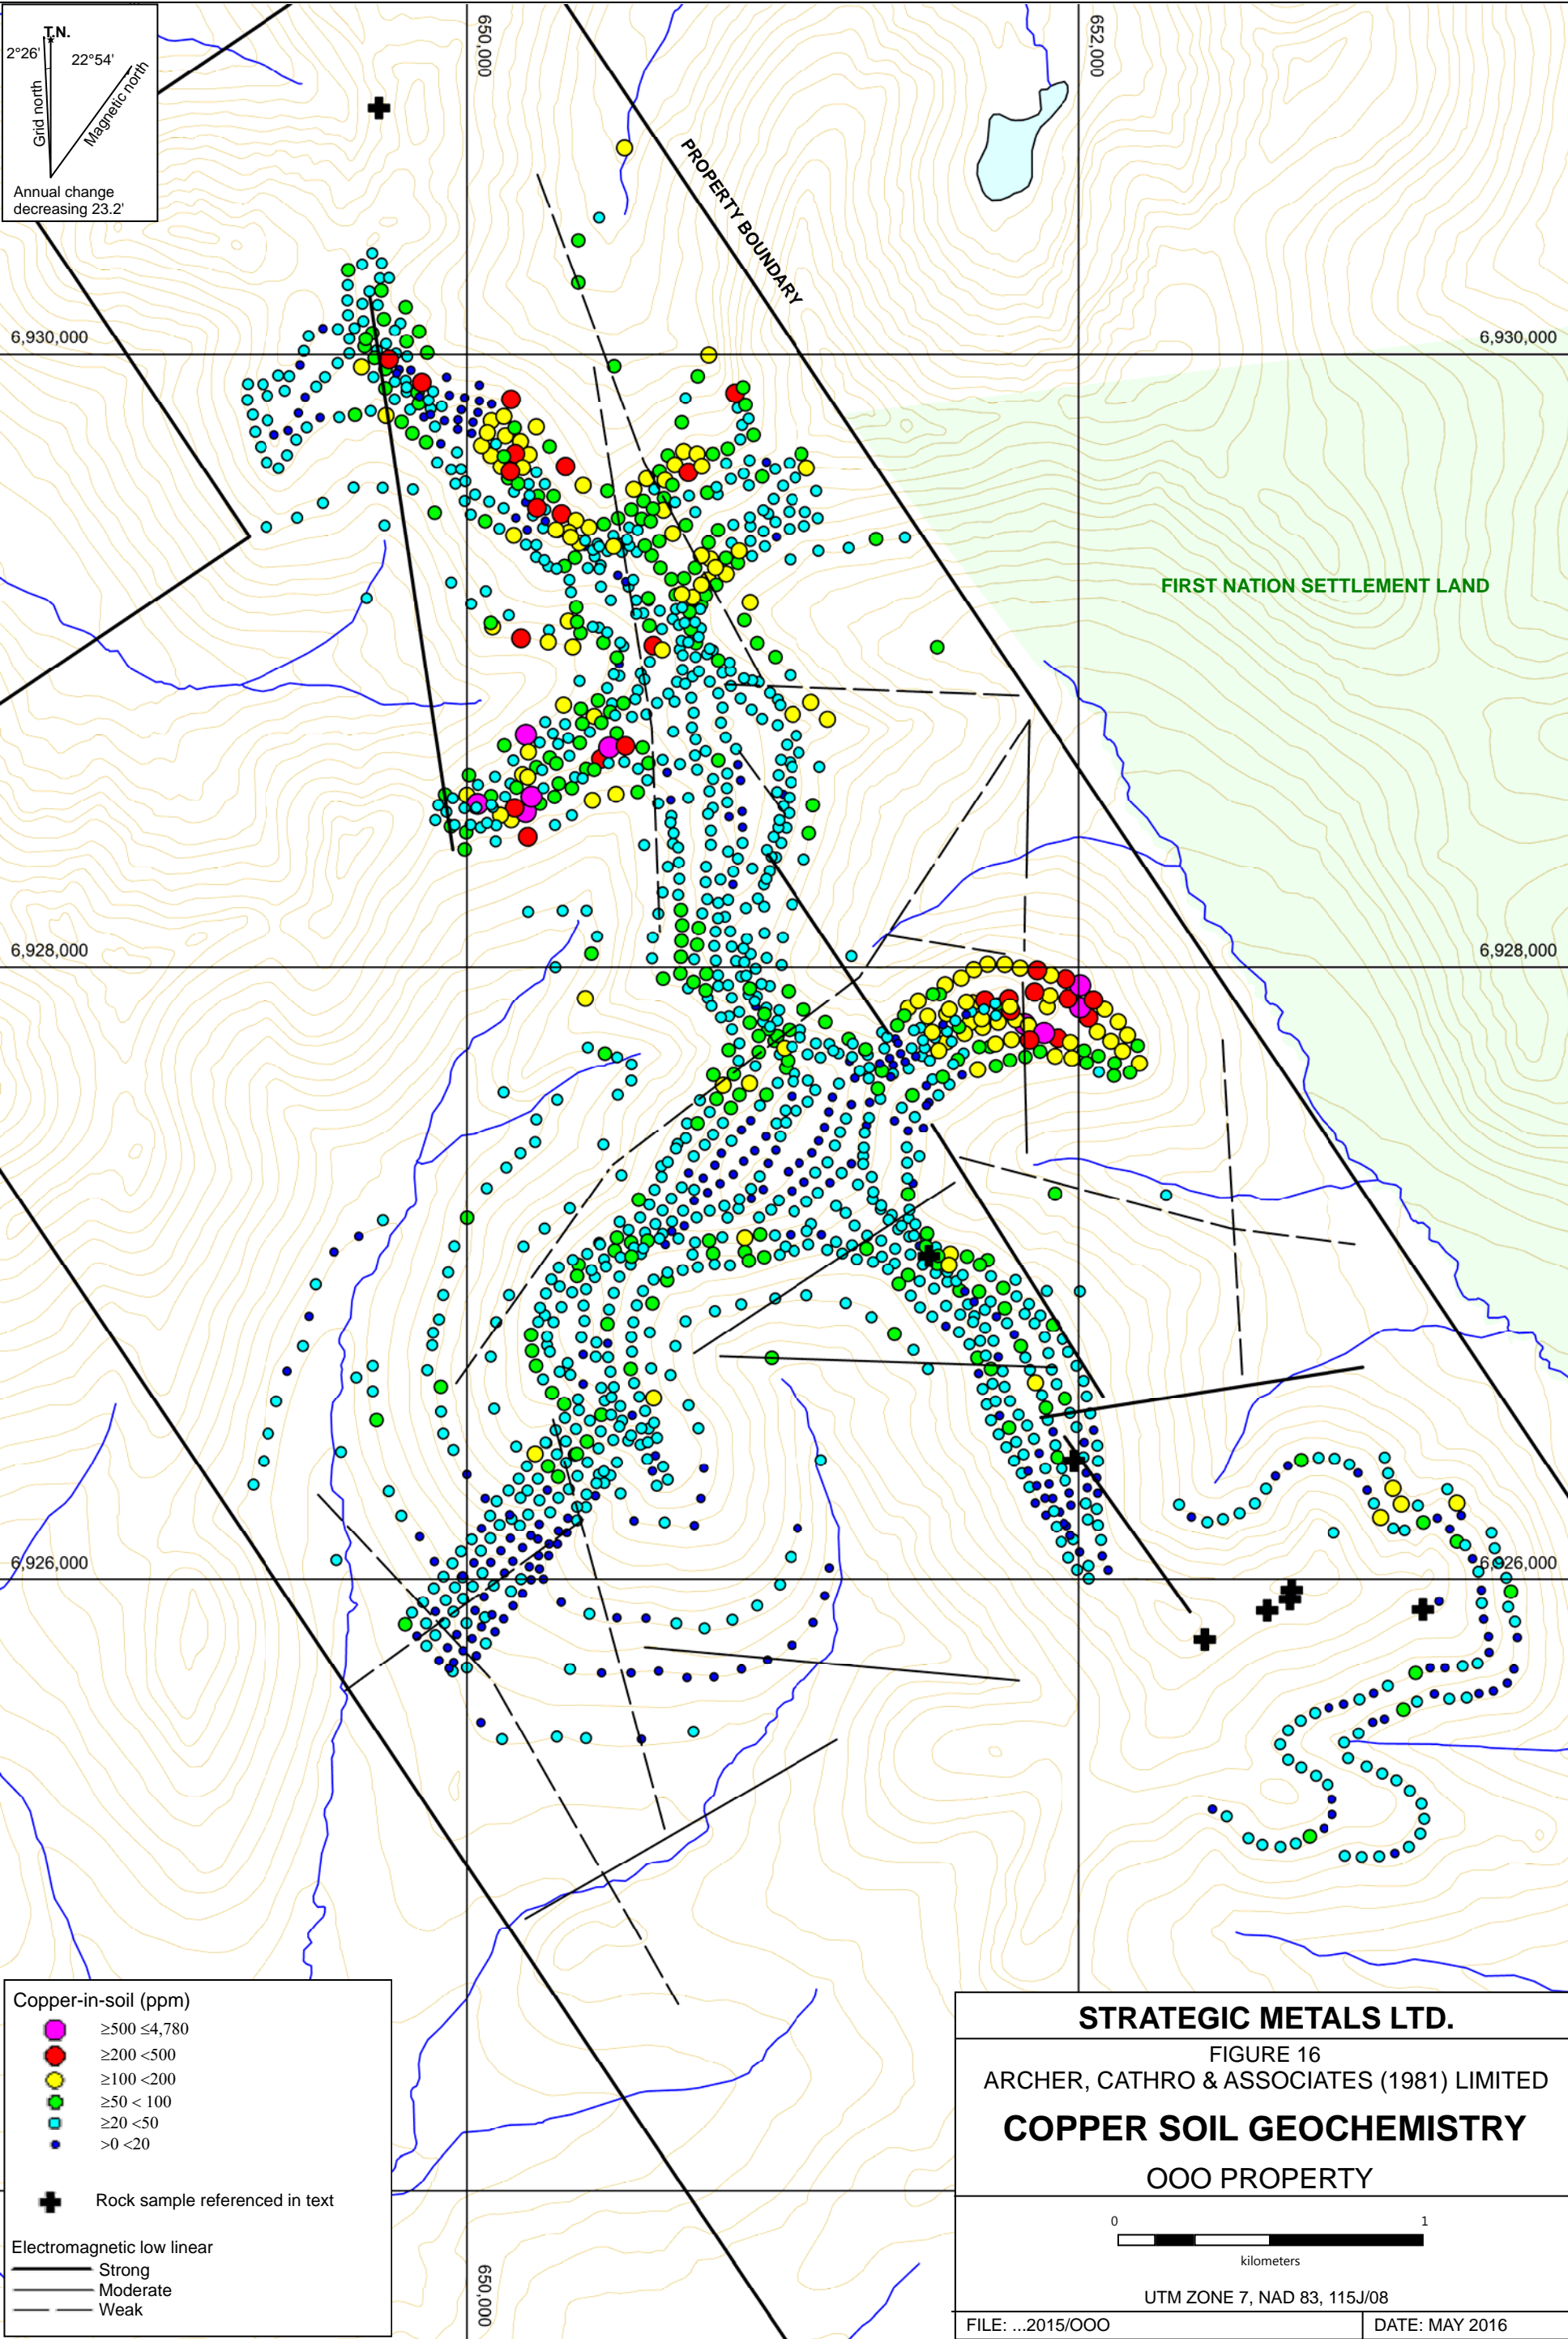 T.N.
2°26'
22°54'
Grid north
Magnetic north
Annual change
decreasing 23.2'
650,000
652,000
PROPERTY BOUNDARY
6,930,000
6,930,000
FIRST NATION SETTLEMENT LAND
6,928,000
6,928,000
6,926,000
6,926,000
Copper-in-soil (ppm)
≥500 ≤4,780
≥200 <500
≥100 <200
≥50 < 100
≥20 <50
>0 <20
Rock sample referenced in text
Electromagnetic low linear
Strong
Moderate
Weak
650,000
STRATEGIC METALS LTD.
FIGURE 16
ARCHER, CATHRO & ASSOCIATES (1981) LIMITED
COPPER SOIL GEOCHEMISTRY
OOO PROPERTY
0 1
kilometers
UTM ZONE 7, NAD 83, 115J/08
FILE: ...2015/OOO
DATE: MAY 2016